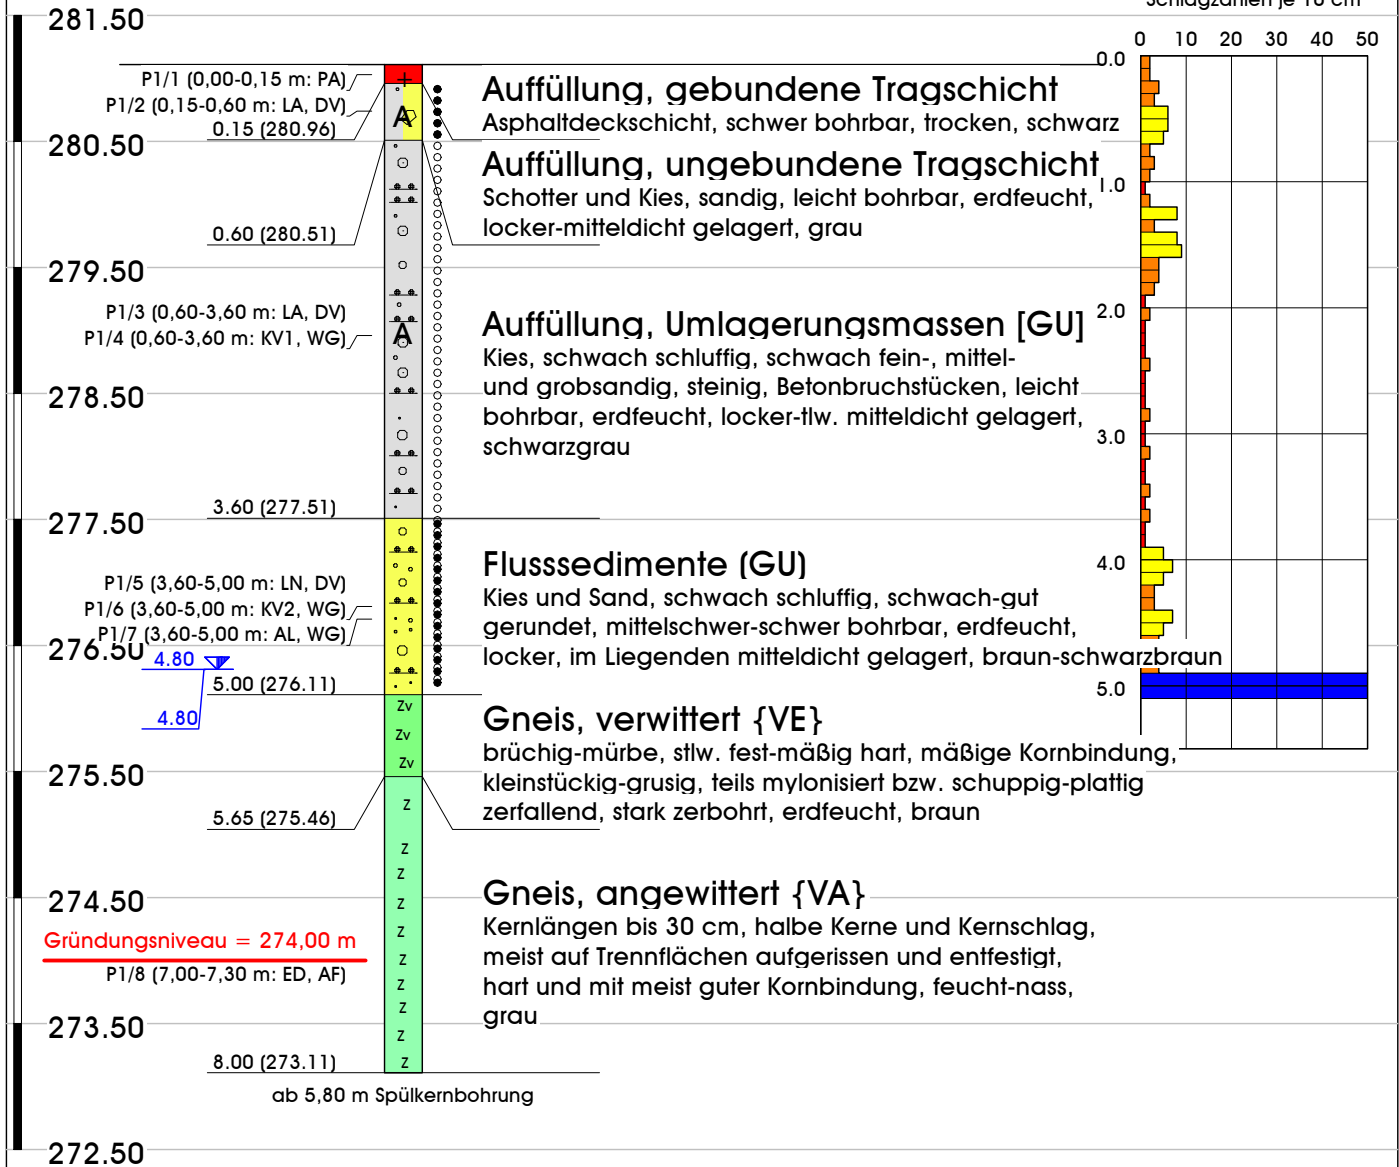 Schlagzahlen je 10 cm
281.50
0 10 20 30 40 50
0.0
P1/1 (0,00-0,15 m: PA)
P1/2 (0,15-0,60 m: LA, DV)
0.15 (280.96)
A
Auffüllung, gebundene Tragschicht
Asphaltdeckschicht, schwer bohrbar, trocken, schwarz
280.50
Auffüllung, ungebundene Tragschicht
Schotter und Kies, sandig, leicht bohrbar, erdfeucht,
locker-mitteldicht gelagert, grau
1.0
0.60 (280.51)
279.50
P1/3 (0,60-3,60 m: LA, DV)
P1/4 (0,60-3,60 m: KV1, WG)
A
Auffüllung, Umlagerungsmassen [GU]
Kies, schwach schluffig, schwach fein-, mittel-
und grobsandig, steinig, Betonbruchstücken, leicht
bohrbar, erdfeucht, locker-tlw. mitteldicht gelagert,
schwarzgrau
2.0
278.50
3.0
3.60 (277.51)
277.50
Flusssedimente (GU)
Kies und Sand, schwach schluffig, schwach-gut
gerundet, mittelschwer-schwer bohrbar, erdfeucht,
locker, im Liegenden mitteldicht gelagert, braun-schwarzbraun
4.0
P1/5 (3,60-5,00 m: LN, DV)
P1/6 (3,60-5,00 m: KV2, WG)
P1/7 (3,60-5,00 m: AL, WG)
276.50
4.80
5.00 (276.11)
5.0
4.80
Zv
Zv
Zv
Gneis, verwittert {VE}
brüchig-mürbe, stlw. fest-mäßig hart, mäßige Kornbindung,
kleinstückig-grusig, teils mylonisiert bzw. schuppig-plattig
zerfallend, stark zerbohrt, erdfeucht, braun
275.50
5.65 (275.46)
Z
Z
Z
Z
Z
Z
Z
Z
Z
Z
Gneis, angewittert {VA}
Kernlängen bis 30 cm, halbe Kerne und Kernschlag,
meist auf Trennflächen aufgerissen und entfestigt,
hart und mit meist guter Kornbindung, feucht-nass,
grau
274.50
Gründungsniveau = 274,00 m
P1/8 (7,00-7,30 m: ED, AF)
273.50
8.00 (273.11)
ab 5,80 m Spülkernbohrung
272.50